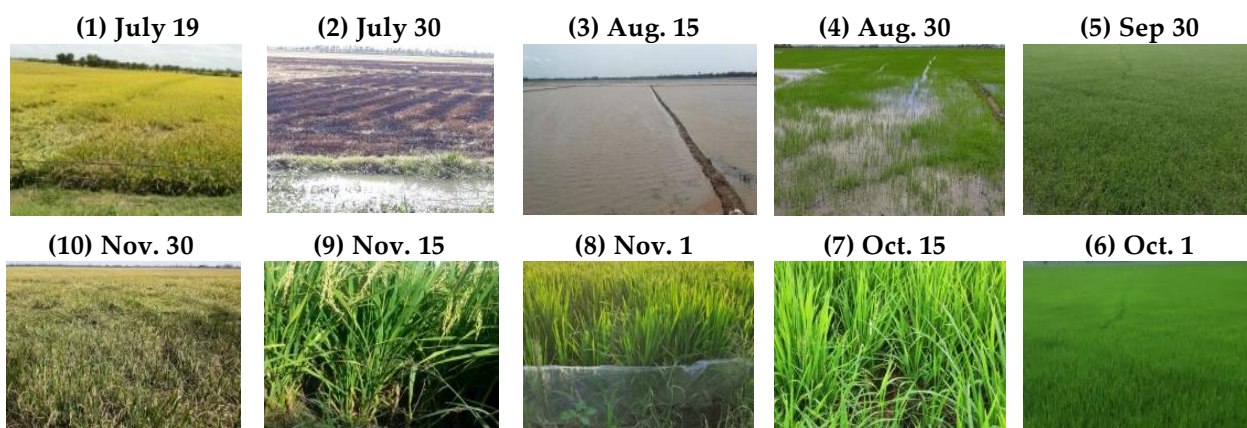 (1) July 19 (2) July 30 (3) Aug. 15 (4) Aug. 30 (5) Sep 30
(10) Nov. 30 (9) Nov. 15 (8) Nov. 1 (7) Oct. 15 (6) Oct. 1